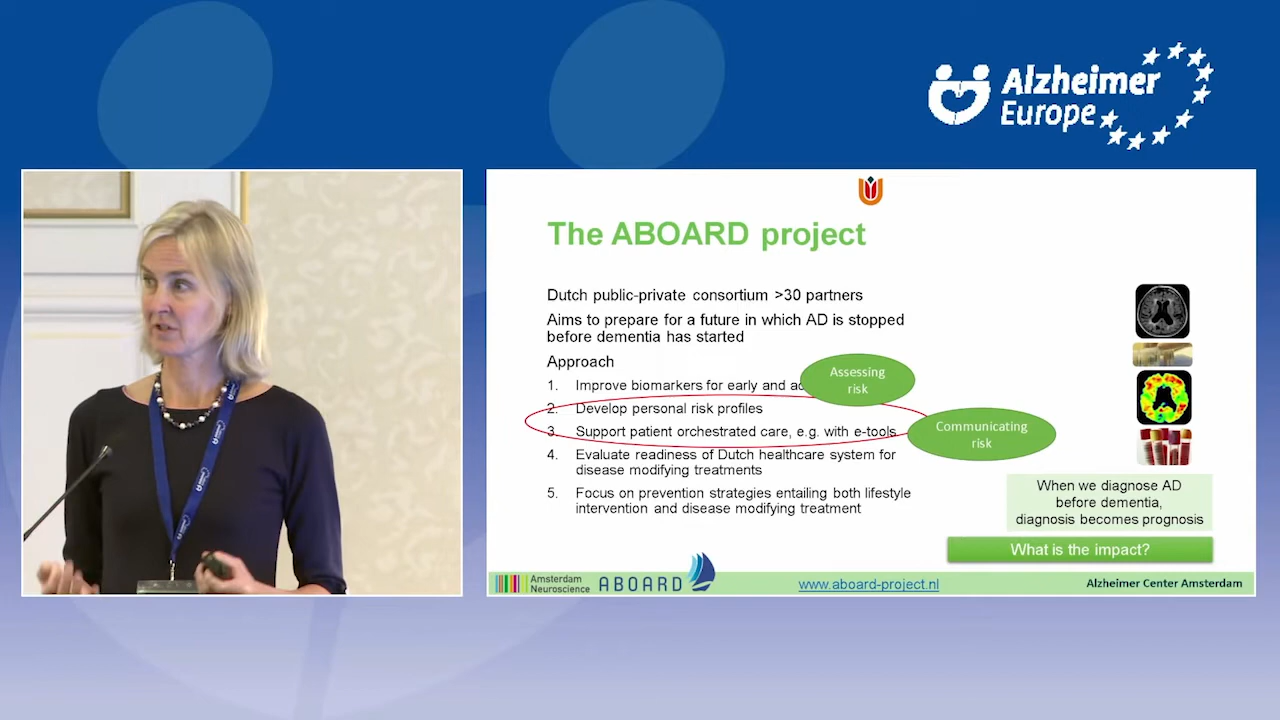 Alzheimer
Europe
The ABOARD project
Dutch public-private consortium >30 partners
Aims to prepare for a future in which AD is stopped
before dementia has started
Approach
1. Improve biomarkers for early and
2. Develop personal risk profiles
3. Support patient orchestrated care, e.g. with e-tools
4. Evaluate readiness of Dutch healthcare system for
disease modifying treatments
5. Focus on prevention strategies entailing both lifestyle
intervention and disease modifying treatment
Assessing
risk
Communicating
risk
When we diagnose AD
before dementia,
diagnosis becomes prognosis
What is the impact?
Amsterdam
Neuroscience
ABOARD
www.aboard-project.nl
Alzheimer Center Amsterdam